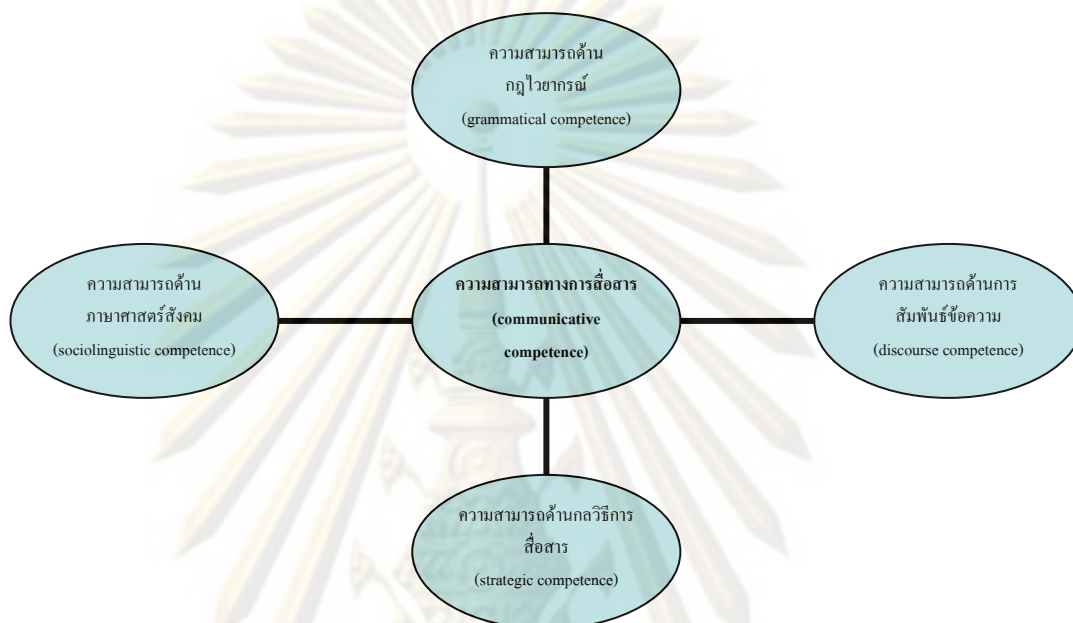 ความสามารถด้าน
กฎไวยากรณ์
(grammatical competence)
ความสามารถด้าน
ภาษาศาสตร์สังคม
(sociolinguistic competence)
ความสามารถทางการสื่อสาร
(communicative
competence)
ความสามารถด้านการ
สัมพันธ์ข้อความ
(discourse competence)
ความสามารถด้านกลวิธีการ
สื่อสาร
(strategic competence)